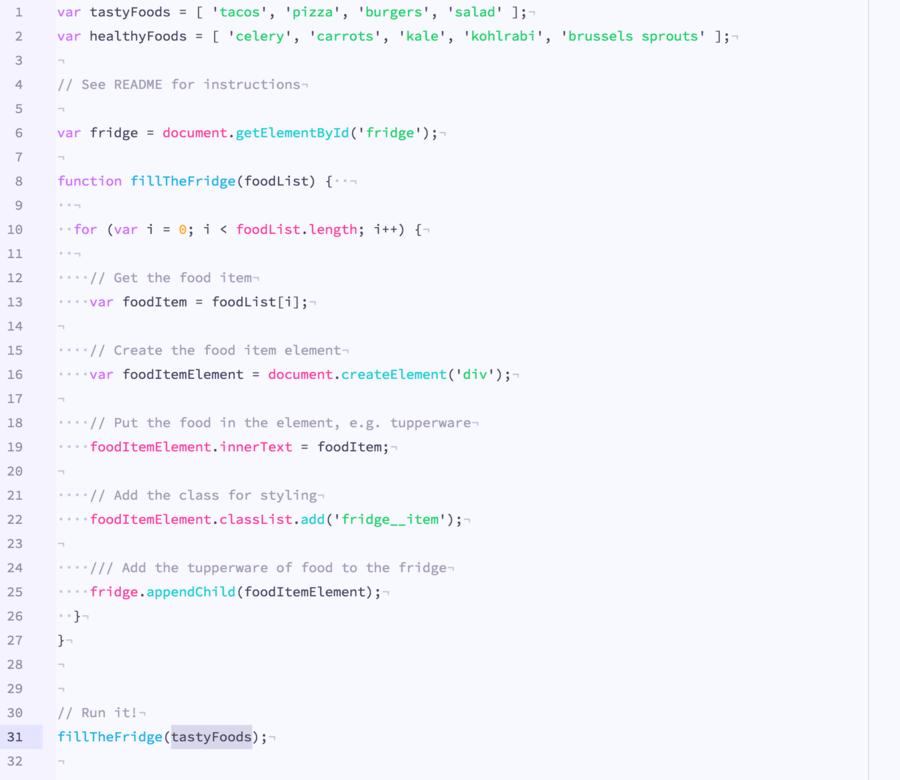 1 var tastyFoods = [ 'tacos', 'pizza', 'burgers', 'salad' ];¬
2 var healthyFoods = [ 'celery', 'carrots', 'kale', 'kohlrabi', 'brussels sprouts' ];¬
3 ¬
4 // See README for instructions¬
5 ¬
6 var fridge = document.getElementById('fridge');¬
7 ¬
8 function fillTheFridge(foodList) {··¬
9 ··¬
10 ··for (var i = 0; i < foodList.length; i++) {¬
11 ··¬
12 ····// Get the food item¬
13 ····var foodItem = foodList[i];¬
14 ¬
15 ····// Create the food item element¬
16 ····var foodItemElement = document.createElement('div');¬
17 ¬
18 ····// Put the food in the element, e.g. tupperware¬
19 ····foodItemElement.innerText = foodItem;¬
20 ¬
21 ····// Add the class for styling¬
22 ····foodItemElement.classList.add('fridge__item');¬
23 ¬
24 ····/// Add the tupperware of food to the fridge¬
25 ····fridge.appendChild(foodItemElement);¬
26 ··}¬
27 }¬
28 ¬
29 ¬
30 // Run it!¬
31 fillTheFridge(tastyFoods);¬
32 ¬